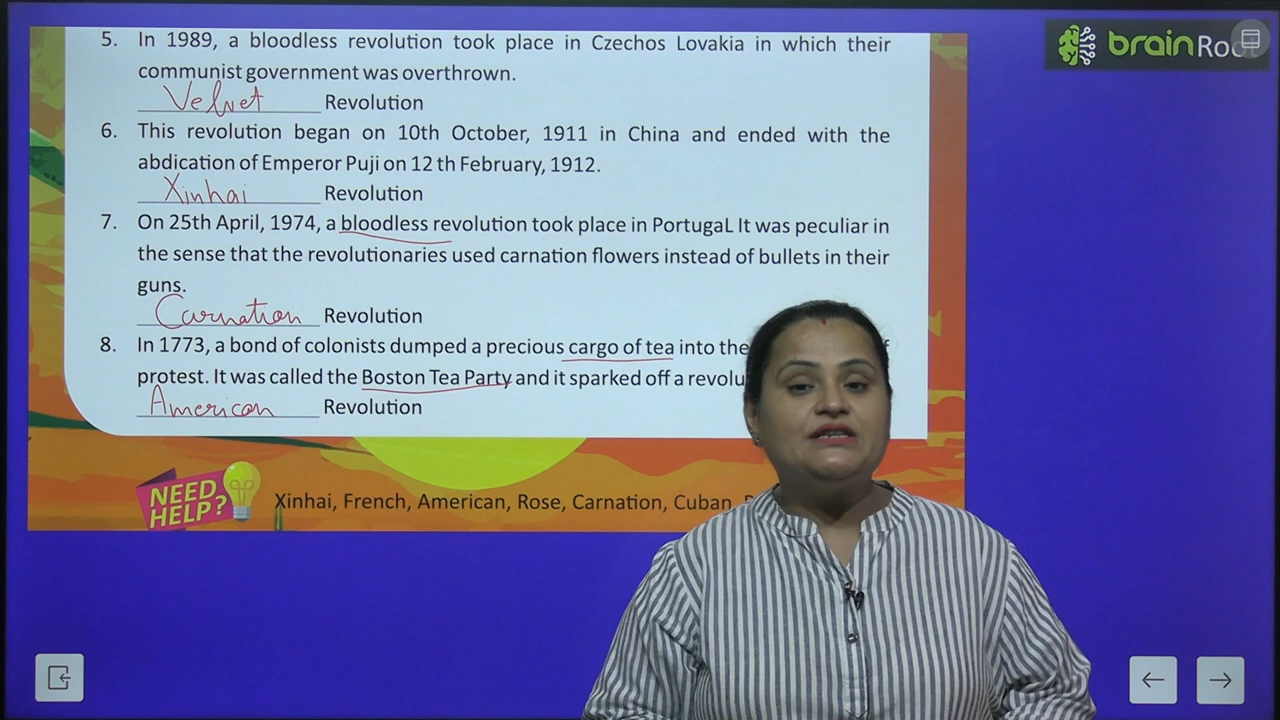 5. In 1989, a bloodless revolution took place in Czechos Lovakia in which their
communist government was overthrown.
Velvet Revolution
6. This revolution began on 10th October, 1911 in China and ended with the
abdication of Emperor Puji on 12 th February, 1912.
Xinhai Revolution
7. On 25th April, 1974, a bloodless revolution took place in PortugaL It was peculiar in
the sense that the revolutionaries used carnation flowers instead of bullets in their
guns.
Carnation Revolution
8. In 1773, a bond of colonists dumped a precious cargo of tea into the
protest. It was called the Boston Tea Party and it sparked off a
American Revolution
NEED
HELP?
Xinhai, French, American, Rose, Carnation, Cuban,
brainRoot